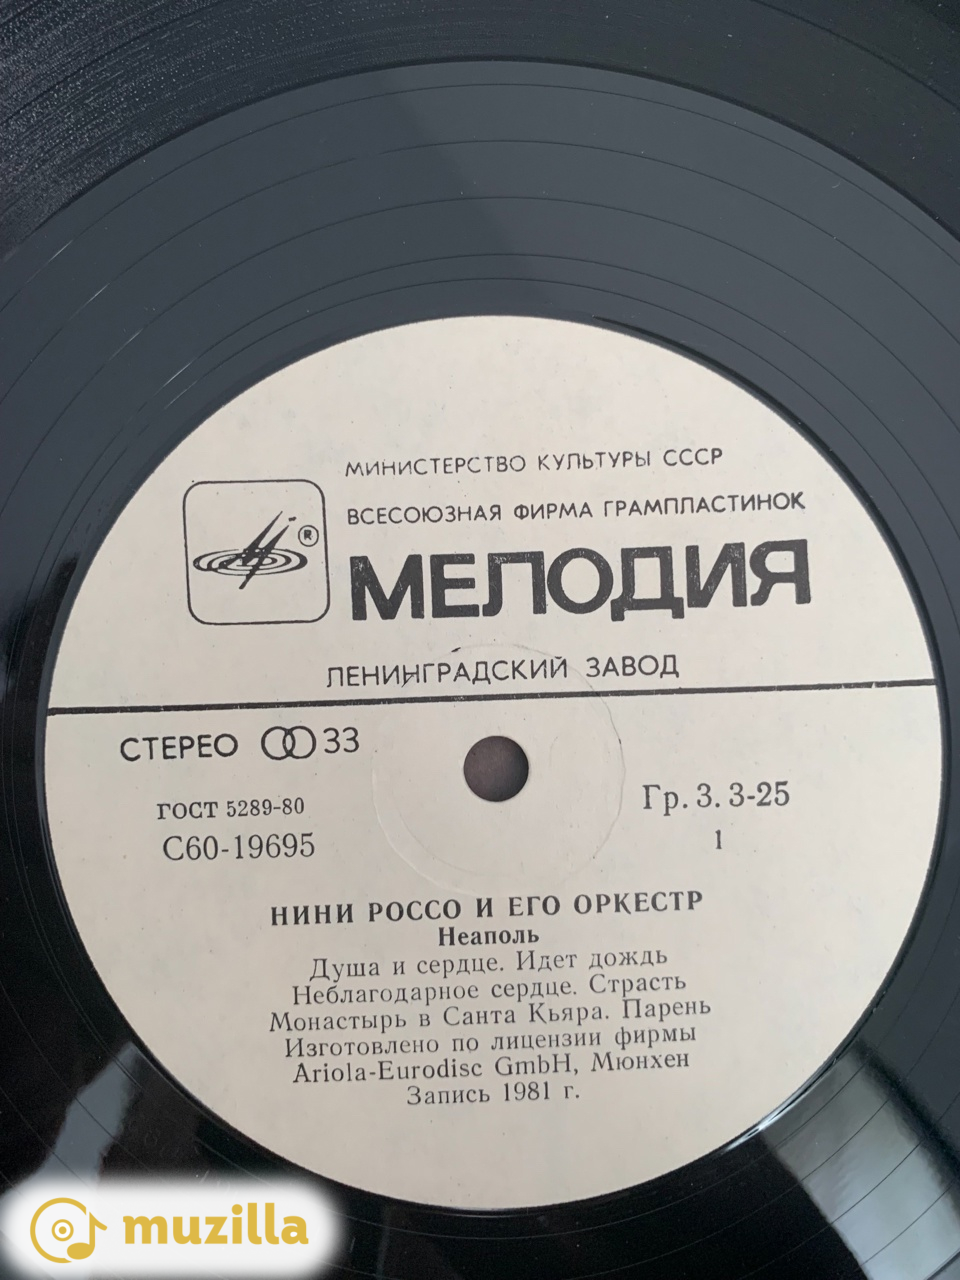 МИНИСТЕРСТВО КУЛЬТУРЫ СССР
ВСЕСОЮЗНАЯ ФИРМА ГРАМПЛАСТИНОК
®
МЕЛОДИЯ
ЛЕНИНГРАДСКИЙ ЗАВОД
СТЕРЕО 33
ГОСТ 5289-80
С60-19695
Гр. 3. 3-25
1
НИНИ РОССО И ЕГО ОРКЕСТР
Неаполь
Душа и сердце. Идет дождь
Неблагодарное сердце. Страсть
Монастырь в Санта Кьяра. Парень
Изготовлено по лицензии фирмы
Ariola-Eurodisc GmbH, Мюнхен
Запись 1981 г.
muzilla